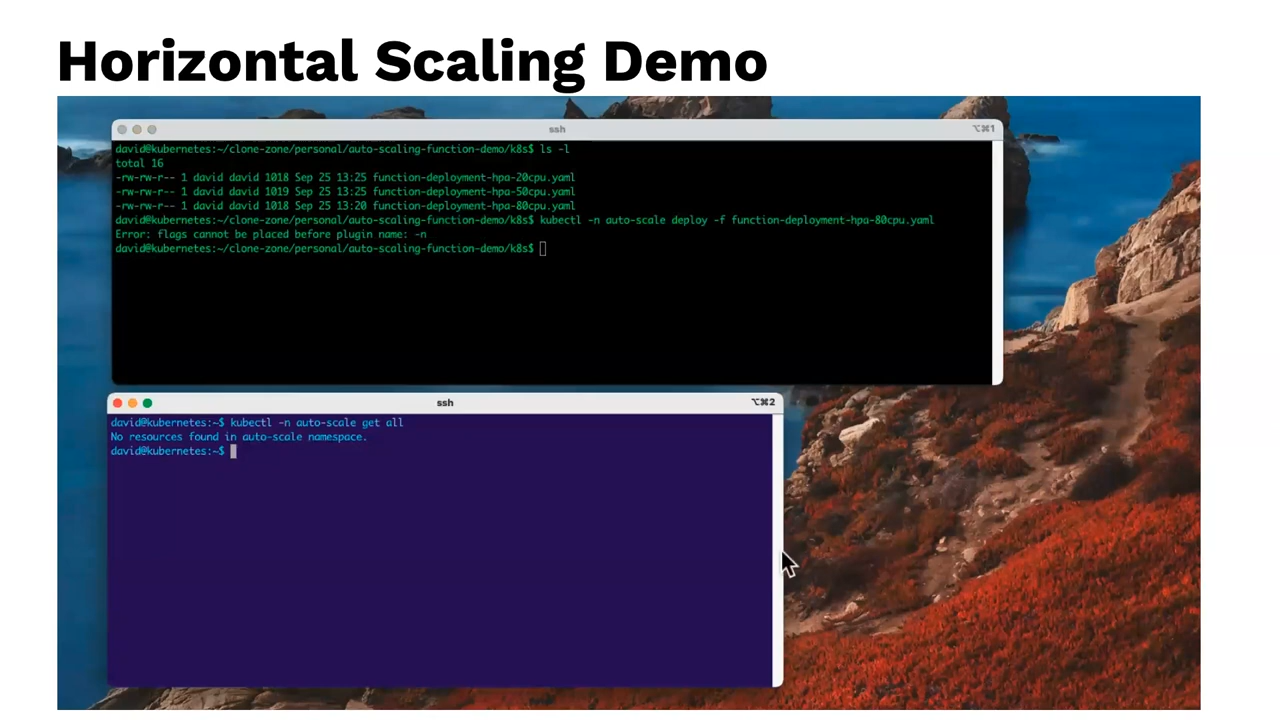 Horizontal Scaling Demo
ssh
⌥⌘1
david@kubernetes:~/clone-zone/personal/auto-scaling-function-demo/k8s$ ls -l
total 16
-rw-rw-r-- 1 david david 1018 Sep 25 13:25 function-deployment-hpa-20cpu.yaml
-rw-rw-r-- 1 david david 1019 Sep 25 13:25 function-deployment-hpa-50cpu.yaml
-rw-rw-r-- 1 david david 1018 Sep 25 13:20 function-deployment-hpa-80cpu.yaml
david@kubernetes:~/clone-zone/personal/auto-scaling-function-demo/k8s$ kubectl -n auto-scale deploy -f function-deployment-hpa-80cpu.yaml
Error: flags cannot be placed before plugin name: -n
david@kubernetes:~/clone-zone/personal/auto-scaling-function-demo/k8s$
ssh
⌥⌘2
david@kubernetes:~$ kubectl -n auto-scale get all
No resources found in auto-scale namespace.
david@kubernetes:~$